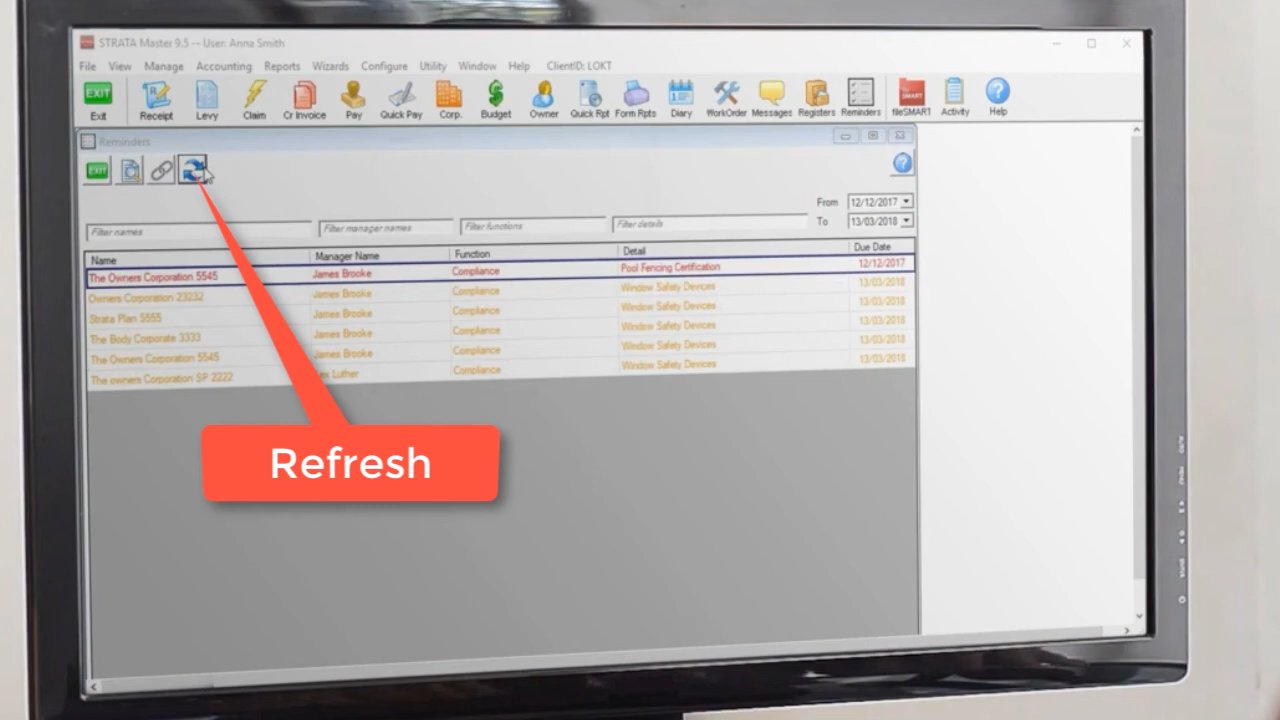 STRATA Master 9.5 -- User: Anna Smith
File View Manage Accounting Reports Wizards Configure Utility Window Help ClientID: LOKT
EXIT SMART
Exit Receipt Levy Claim Cr Invoice Pay Quick Pay Corp. Budget Owner Quick Rpt Form Rpts Diary WorkOrder Messages Registers Reminders fileSMART Activity Help
Reminders
EXIT
From 12/12/2017
To 13/03/2018
Filter names Filter manager names Filter functions Filter details
Name Manager Name Function Detail Due Date
The Owners Corporation 5545 James Brooke Compliance Pool Fencing Certification 12/12/2017
Owners Corporation 23232 James Brooke Compliance Window Safety Devices 13/03/2018
Strata Plan 5555 James Brooke Compliance Window Safety Devices 13/03/2018
The Body Corporate 3333 James Brooke Compliance Window Safety Devices 13/03/2018
The Owners Corporation 5545 James Brooke Compliance Window Safety Devices 13/03/2018
The owners Corporation SP 2222 Luther Compliance Window Safety Devices 13/03/2018
Refresh
AUTO
MENU